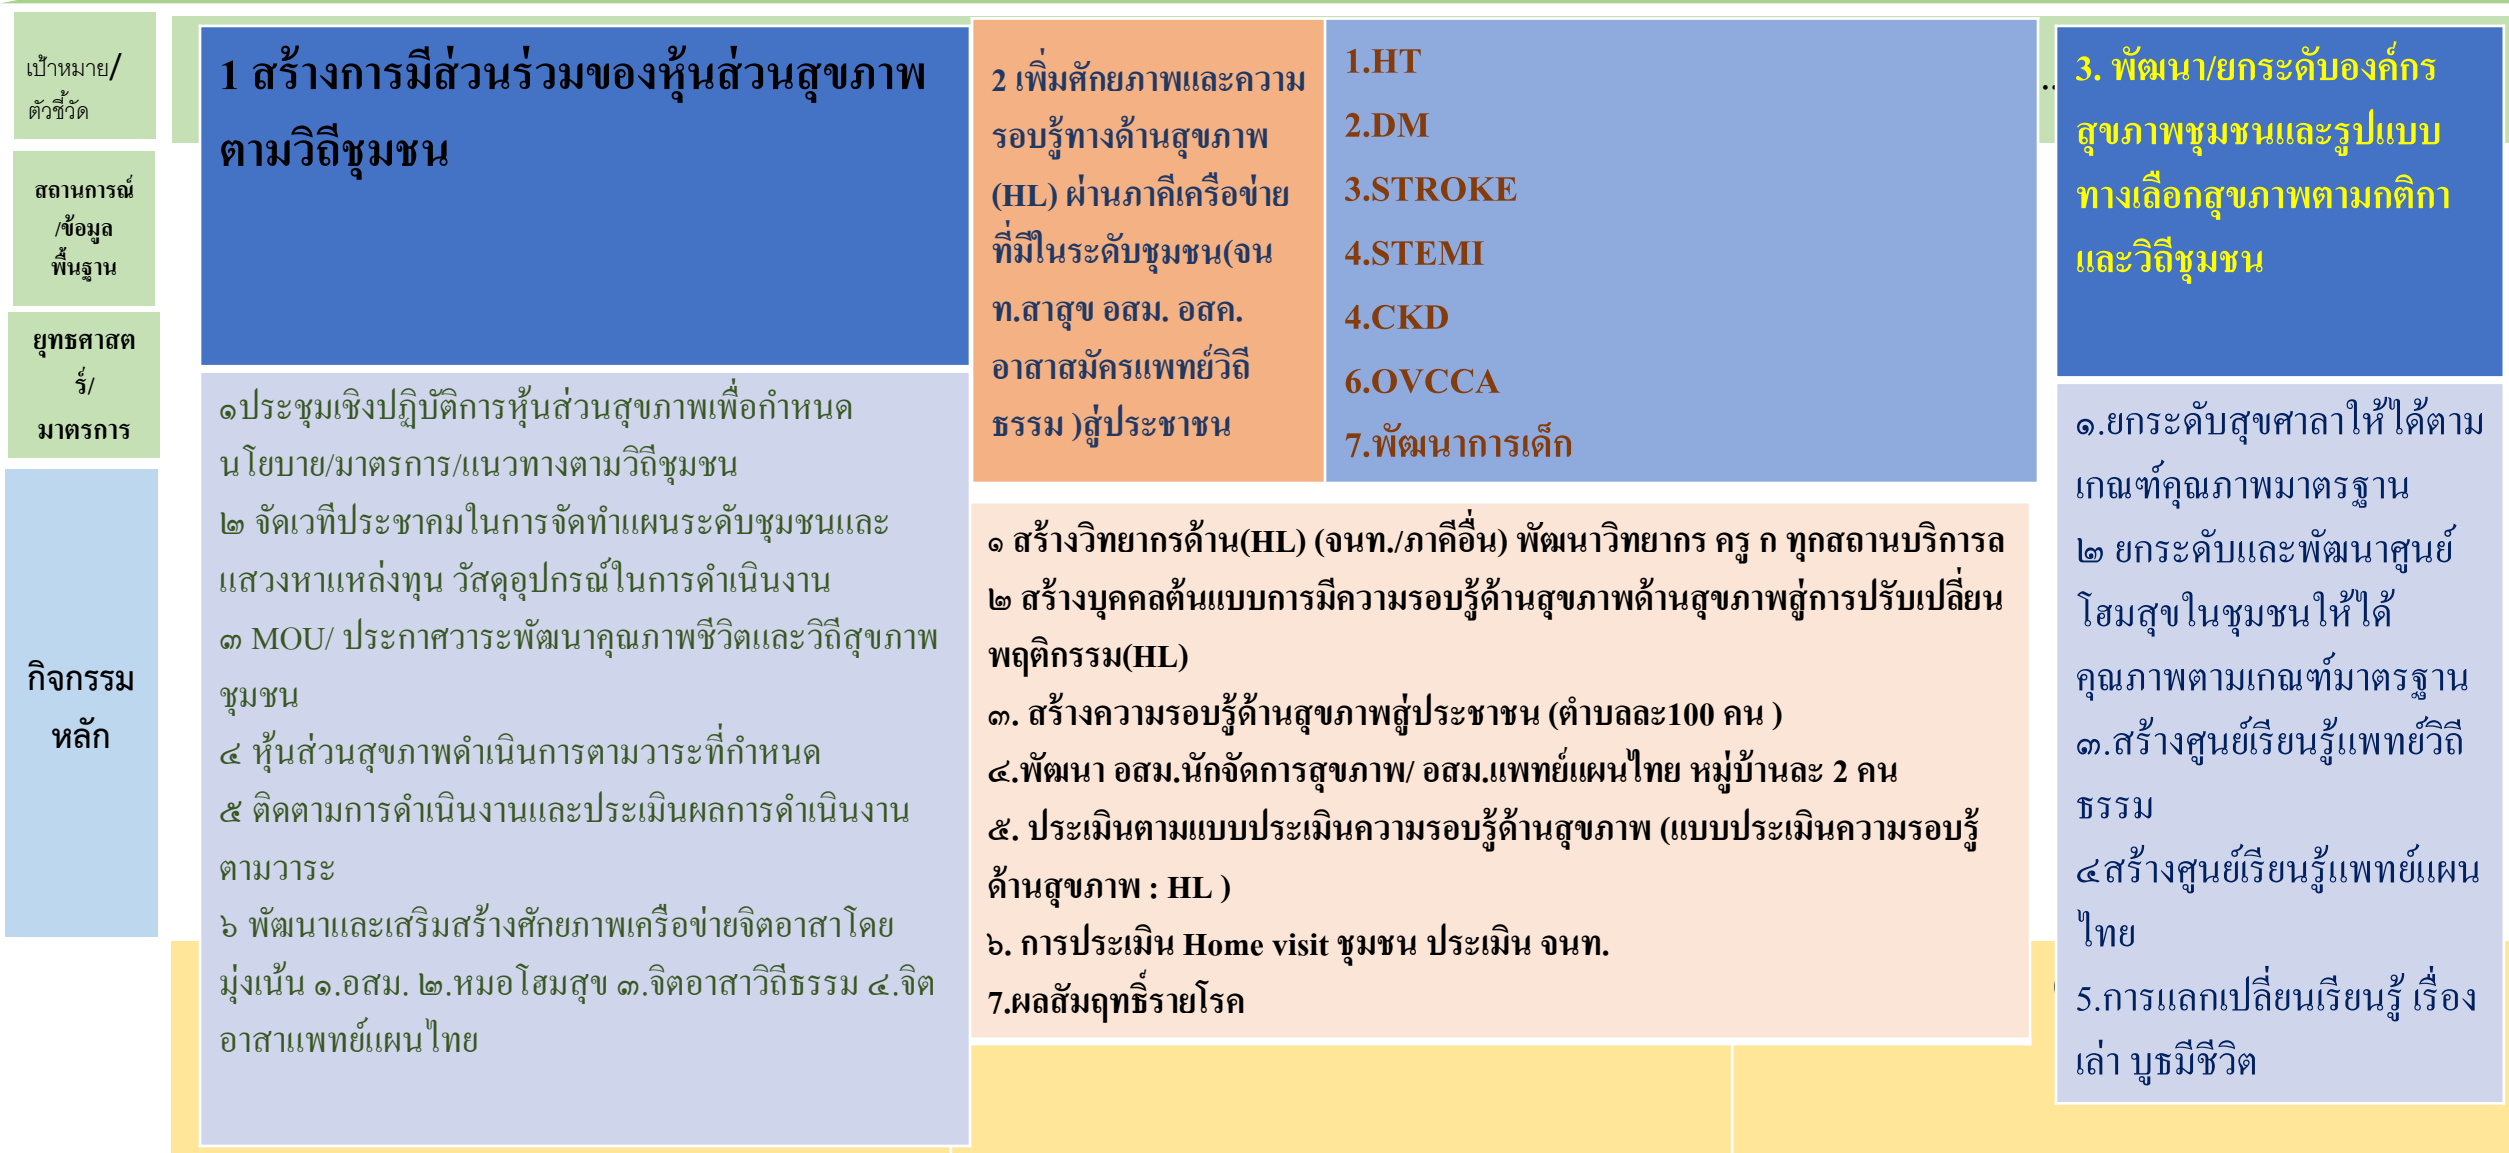 เป้าหมาย/
ตัวชี้วัด
สถานการณ์
/ข้อมูล
พื้นฐาน
ยุทธศาสต
ร์/
มาตรการ
กิจกรรม
หลัก
1 สร้างการมีส่วนร่วมของหุ้นส่วนสุขภาพ
ตามวิถีชุมชน
๑ประชุมเชิงปฏิบัติการหุ้นส่วนสุขภาพเพื่อกำหนด
นโยบาย/มาตรการ/แนวทางตามวิถีชุมชน
๒ จัดเวทีประชาคมในการจัดทำแผนระดับชุมชนและ
แสวงหาแหล่งทุน วัสดุอุปกรณ์ในการดำเนินงาน
๓ MOU/ ประกาศวาระพัฒนาคุณภาพชีวิตและวิถีสุขภาพ
ชุมชน
๔ หุ้นส่วนสุขภาพดำเนินการตามวาระที่กำหนด
๕ ติดตามการดำเนินงานและประเมินผลการดำเนินงาน
ตามวาระ
๖ พัฒนาและเสริมสร้างศักยภาพเครือข่ายจิตอาสาโดย
มุ่งเน้น ๑.อสม. ๒.หมอโฮมสุข ๓.จิตอาสาวิถีธรรม ๔.จิต
อาสาแพทย์แผนไทย
2 เพิ่มศักยภาพและความ
รอบรู้ทางด้านสุขภาพ
(HL) ผ่านภาคีเครือข่าย
ที่มีในระดับชุมชน(จน
ท.สาสุข อสม. อสค.
อาสาสมัครแพทย์วิถี
ธรรม )สู่ประชาชน
1.HT
2.DM
3.STROKE
4.STEMI
4.CKD
6.OVCCA
7.พัฒนาการเด็ก
๑ สร้างวิทยากรด้าน(HL) (จนท./ภาคีอื่น) พัฒนาวิทยากร ครู ก ทุกสถานบริการล
๒ สร้างบุคคลต้นแบบการมีความรอบรู้ด้านสุขภาพด้านสุขภาพสู่การปรับเปลี่ยน
พฤติกรรม(HL)
๓. สร้างความรอบรู้ด้านสุขภาพสู่ประชาชน (ตำบลละ100 คน )
๔.พัฒนา อสม.นักจัดการสุขภาพ/ อสม.แพทย์แผนไทย หมู่บ้านละ 2 คน
๕. ประเมินตามแบบประเมินความรอบรู้ด้านสุขภาพ (แบบประเมินความรอบรู้
ด้านสุขภาพ : HL )
๖. การประเมิน Home visit ชุมชน ประเมิน จนท.
7.ผลสัมฤทธิ์รายโรค
..
3. พัฒนา/ยกระดับองค์กร
สุขภาพชุมชนและรูปแบบ
ทางเลือกสุขภาพตามกติกา
และวิถีชุมชน
๑.ยกระดับสุขศาลาให้ได้ตาม
เกณฑ์คุณภาพมาตรฐาน
๒ ยกระดับและพัฒนาศูนย์
โฮมสุขในชุมชนให้ได้
คุณภาพตามเกณฑ์มาตรฐาน
๓.สร้างศูนย์เรียนรู้แพทย์วิถี
ธรรม
๔สร้างศูนย์เรียนรู้แพทย์แผน
ไทย
5.การแลกเปลี่ยนเรียนรู้ เรื่อง
เล่า บูธมีชีวิต